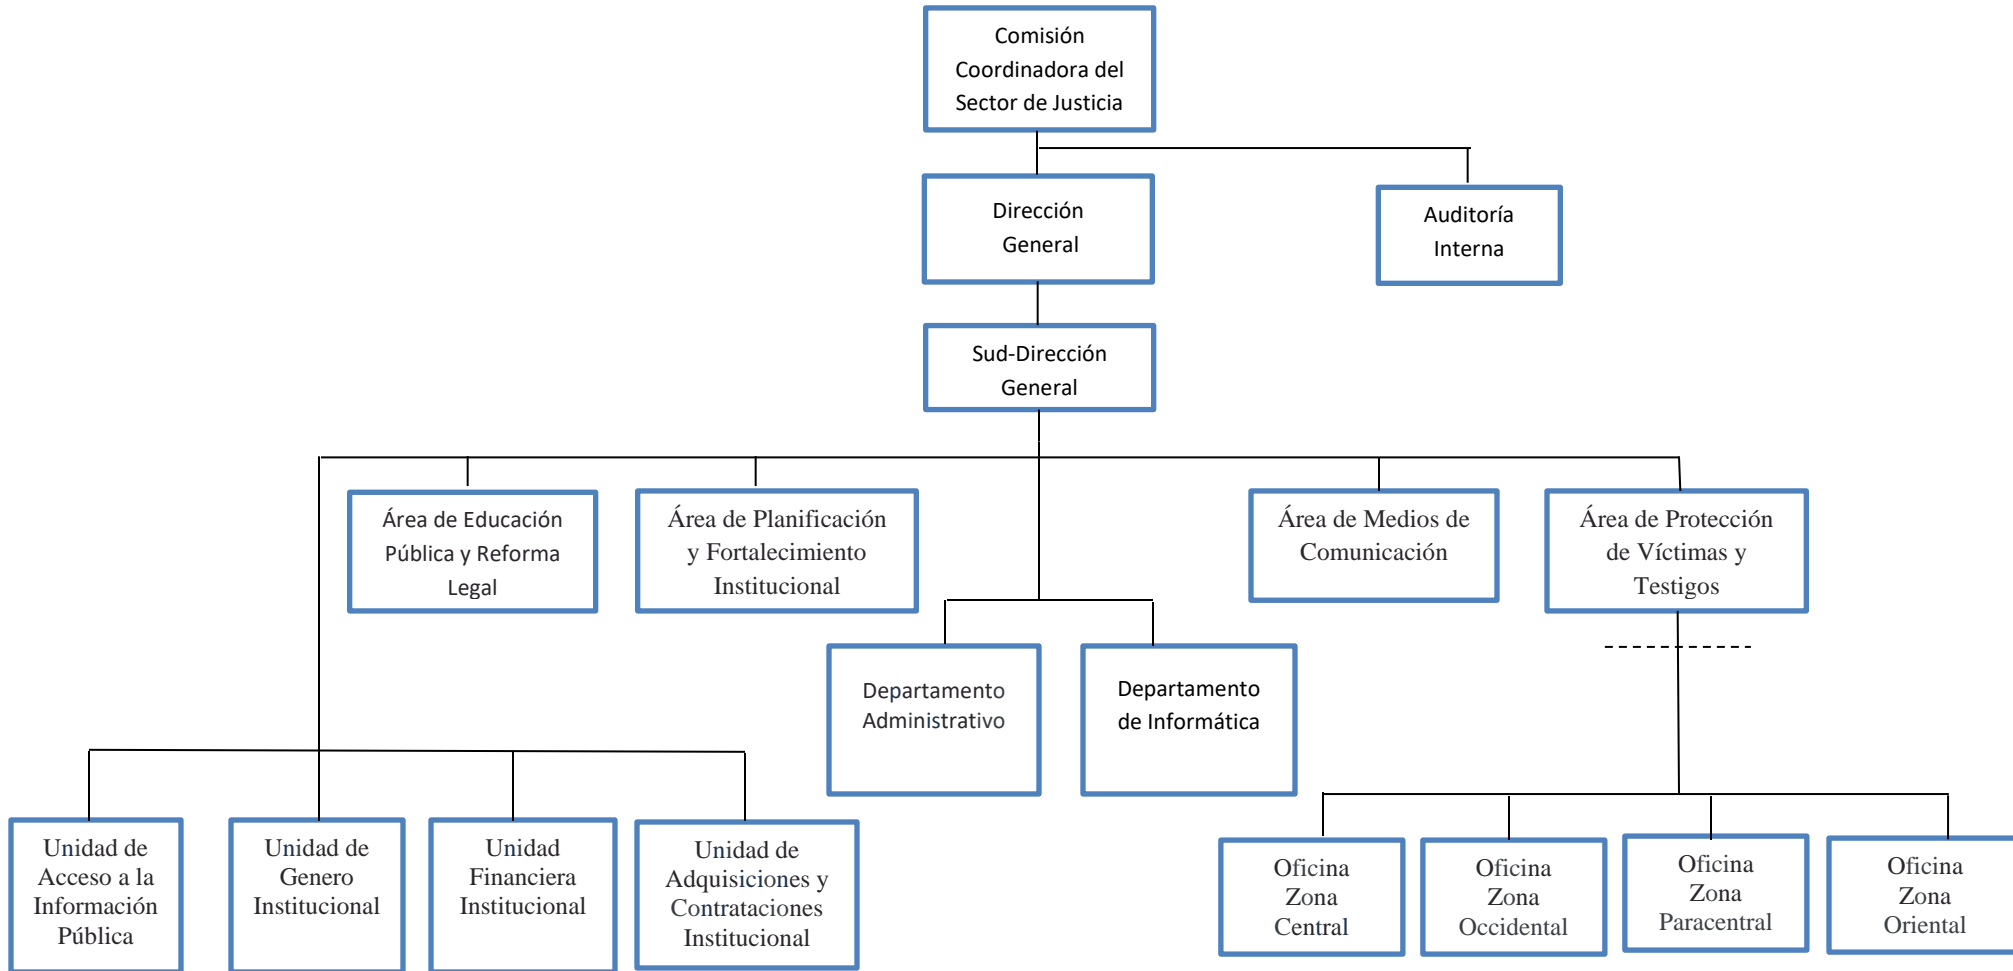 Comisión
Coordinadora del
Sector de Justicia
Dirección
General
Auditoría
Interna
Sud-Dirección
General
Área de Educación
Pública y Reforma
Legal
Área de Planificación
y Fortalecimiento
Institucional
Área de Medios de
Comunicación
Área de Protección
de Víctimas y
Testigos
Departamento
Administrativo
Departamento
de Informática
Unidad de
Acceso a la
Información
Pública
Unidad de
Genero
Institucional
Unidad
Financiera
Institucional
Unidad de
Adquisiciones y
Contrataciones
Institucional
Oficina
Zona
Central
Oficina
Zona
Occidental
Oficina
Zona
Paracentral
Oficina
Zona
Oriental